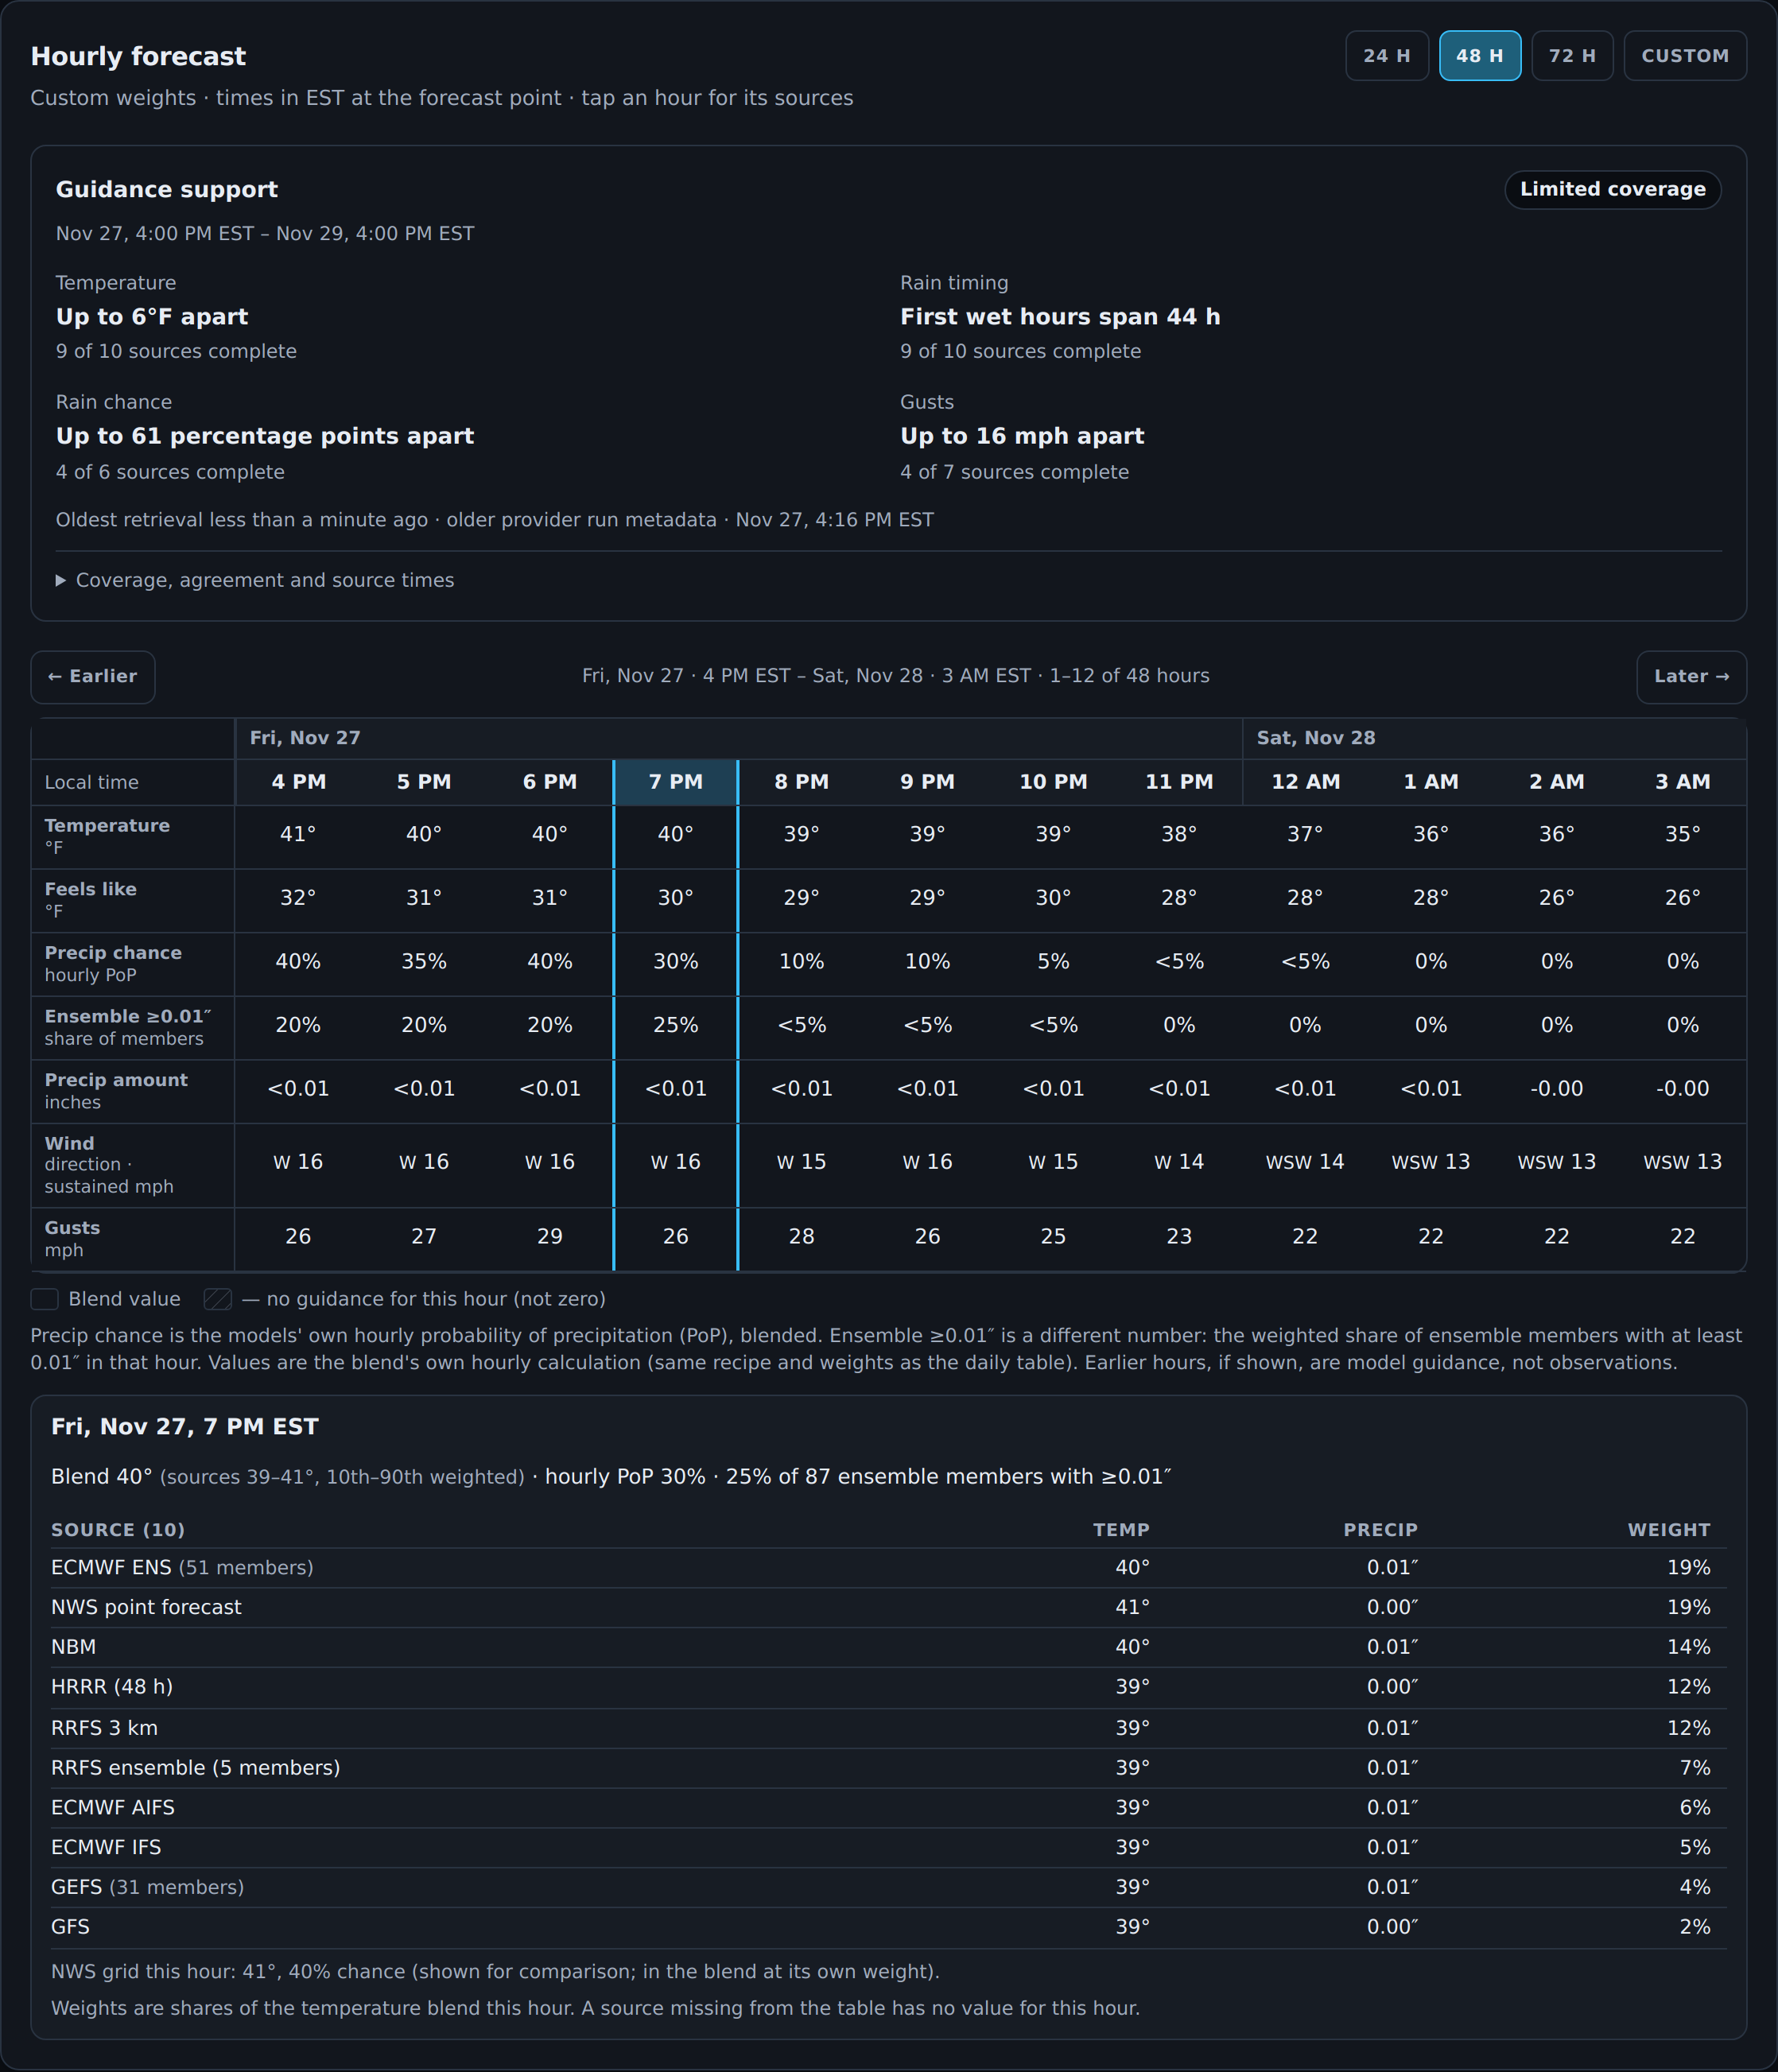 Hourly forecast
24 H 48 H 72 H CUSTOM
Custom weights · times in EST at the forecast point · tap an hour for its sources
Guidance support
Limited coverage
Nov 27, 4:00 PM EST – Nov 29, 4:00 PM EST
Temperature
Up to 6°F apart
9 of 10 sources complete
Rain timing
First wet hours span 44 h
9 of 10 sources complete
Rain chance
Up to 61 percentage points apart
4 of 6 sources complete
Gusts
Up to 16 mph apart
4 of 7 sources complete
Oldest retrieval less than a minute ago · older provider run metadata · Nov 27, 4:16 PM EST
▶ Coverage, agreement and source times
← Earlier
Fri, Nov 27 · 4 PM EST – Sat, Nov 28 · 3 AM EST · 1–12 of 48 hours
Later →
Fri, Nov 27 Sat, Nov 28
Local time 4 PM 5 PM 6 PM 7 PM 8 PM 9 PM 10 PM 11 PM 12 AM 1 AM 2 AM 3 AM
Temperature
°F
41° 40° 40° 40° 39° 39° 39° 38° 37° 36° 36° 35°
Feels like
°F
32° 31° 31° 30° 29° 29° 30° 28° 28° 28° 26° 26°
Precip chance
hourly PoP
40% 35% 40% 30% 10% 10% 5% <5% <5% 0% 0% 0%
Ensemble ≥0.01″
share of members
20% 20% 20% 25% <5% <5% <5% 0% 0% 0% 0% 0%
Precip amount
inches
<0.01 <0.01 <0.01 <0.01 <0.01 <0.01 <0.01 <0.01 <0.01 <0.01 -0.00 -0.00
Wind
direction ·
sustained mph
W 16 W 16 W 16 W 16 W 15 W 16 W 15 W 14 WSW 14 WSW 13 WSW 13 WSW 13
Gusts
mph
26 27 29 26 28 26 25 23 22 22 22 22
Blend value — no guidance for this hour (not zero)
Precip chance is the models' own hourly probability of precipitation (PoP), blended. Ensemble ≥0.01″ is a different number: the weighted share of ensemble members with at least
0.01″ in that hour. Values are the blend's own hourly calculation (same recipe and weights as the daily table). Earlier hours, if shown, are model guidance, not observations.
Fri, Nov 27, 7 PM EST
Blend 40° (sources 39–41°, 10th–90th weighted) · hourly PoP 30% · 25% of 87 ensemble members with ≥0.01″
SOURCE (10) TEMP PRECIP WEIGHT
ECMWF ENS (51 members) 40° 0.01″ 19%
NWS point forecast 41° 0.00″ 19%
NBM 40° 0.01″ 14%
HRRR (48 h) 39° 0.00″ 12%
RRFS 3 km 39° 0.01″ 12%
RRFS ensemble (5 members) 39° 0.01″ 7%
ECMWF AIFS 39° 0.01″ 6%
ECMWF IFS 39° 0.01″ 5%
GEFS (31 members) 39° 0.01″ 4%
GFS 39° 0.00″ 2%
NWS grid this hour: 41°, 40% chance (shown for comparison; in the blend at its own weight).
Weights are shares of the temperature blend this hour. A source missing from the table has no value for this hour.